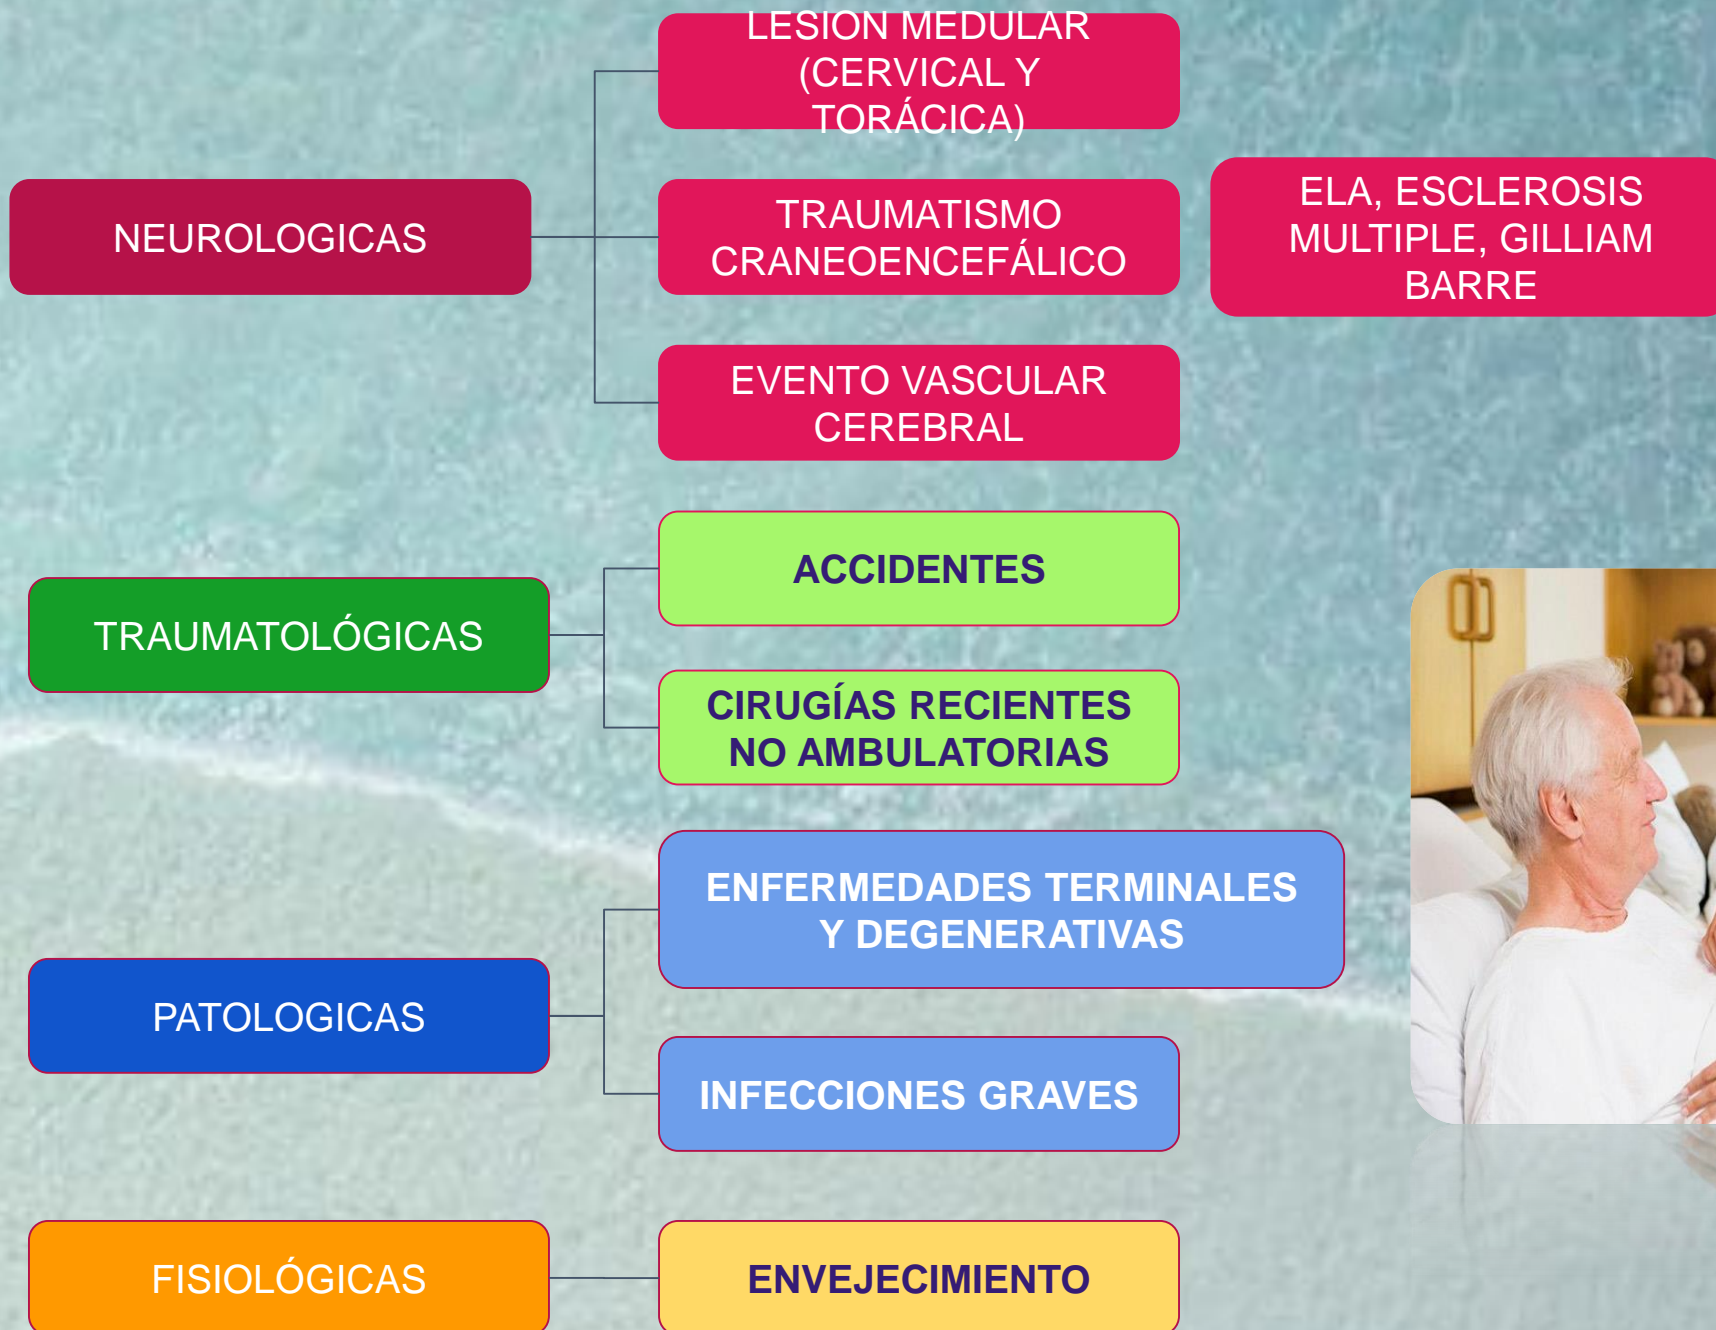 NEUROLOGICAS
LESION MEDULAR
(CERVICAL Y
TORÁCICA)
TRAUMATISMO
CRANEOENCEFÁLICO
EVENTO VASCULAR
CEREBRAL
ELA, ESCLEROSIS
MULTIPLE, GILLIAM
BARRE
TRAUMATOLÓGICAS
ACCIDENTES
CIRUGÍAS RECIENTES
NO AMBULATORIAS
PATOLOGICAS
ENFERMEDADES TERMINALES
Y DEGENERATIVAS
INFECCIONES GRAVES
FISIOLÓGICAS
ENVEJECIMIENTO